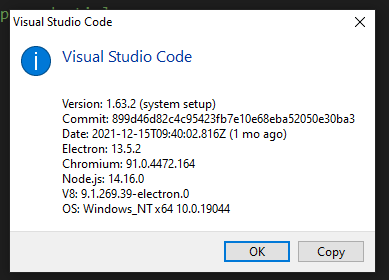 Visual Studio Code
Visual Studio Code
Version: 1.63.2 (system setup)
Commit: 899d46d82c4c95423fb7e10e68eba52050e30ba3
Date: 2021-12-15T09:40:02.816Z (1 mo ago)
Electron: 13.5.2
Chromium: 91.0.4472.164
Node.js: 14.16.0
V8: 9.1.269.39-electron.0
OS: Windows_NT x64 10.0.19044
OK
Copy